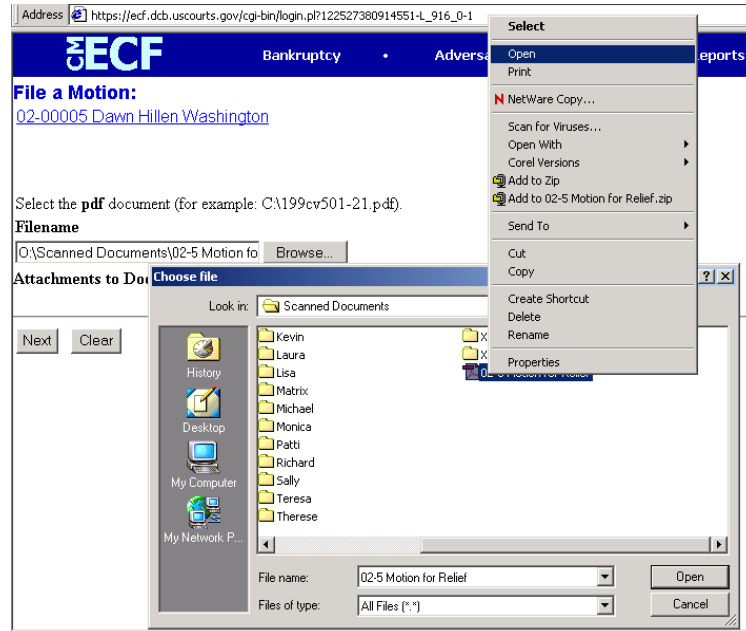 Address https://ecf.dcb.uscourts.gov/cgi-bin/login.pl?122527380914551-L_916_0-1
CM ECF Bankruptcy • Advers eports
File a Motion:
02-00005 Dawn Hillen Washington
Select the pdf document (for example: C:\199cv501-21.pdf).
Filename
O:\Scanned Documents\02-5 Motion fo Browse...
Attachments to Do
Next Clear
Select
Open
Print
N NetWare Copy...
Scan for Viruses...
Open With
Corel Versions
Add to Zip
Add to 02-5 Motion for Relief.zip
Send To
Cut
Copy
Create Shortcut
Delete
Rename
Properties
Choose file ? X
Look in: Scanned Documents
History
Desktop
My Computer
My Network P...
Kevin
Laura
Lisa
Matrix
Michael
Monica
Patti
Richard
Sally
Teresa
Therese
X
X
File name: 02-5 Motion for Relief Open
Files of type: All Files (*.*) Cancel